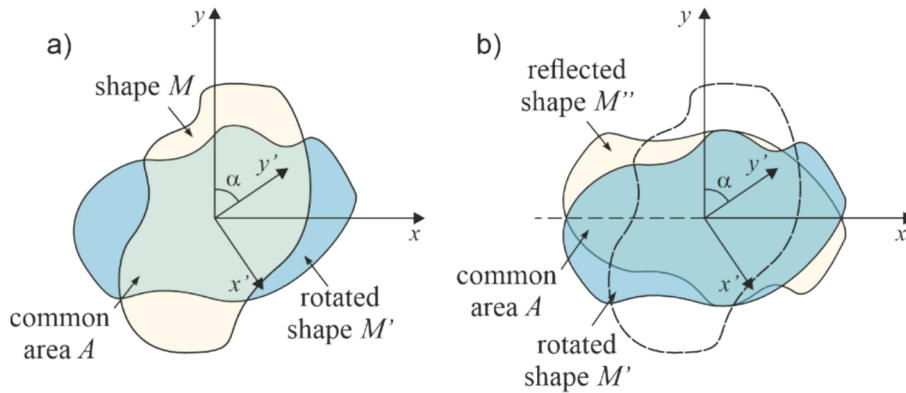 a)
y
shape M
α
y'
x
x'
rotated
shape M'
common
area A
b)
y
reflected
shape M''
α
y'
x
x'
common
area A
rotated
shape M'